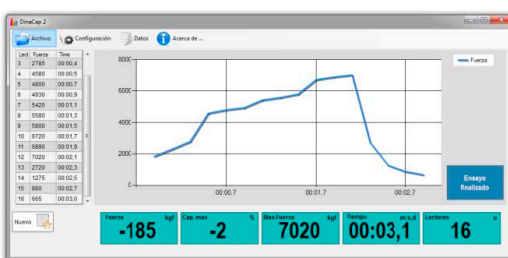 DinaCap 2
Archivo Configuración Datos Acerca de ...
Lect Fuerza Time
3 2785 00:00,4
4 4580 00:00,5
5 4800 00:00,7
6 4930 00:00,9
7 5420 00:01,1
8 5580 00:01,3
9 5800 00:01,5
10 6720 00:01,7
11 6890 00:01,9
12 7020 00:02,1
13 2720 00:02,3
14 1275 00:02,5
15 880 00:02,7
16 665 00:03,0
8000
6000
4000
2000
0
00:00,7 00:01,7 00:02,7
Fuerza
Ensayo
finalizado
Nuevo
Fuerza kgf
-185
Cap.max %
-2
Max.Fuerza kgf
7020
Tiempo m:s,d
00:03,1
Lecturas u
16